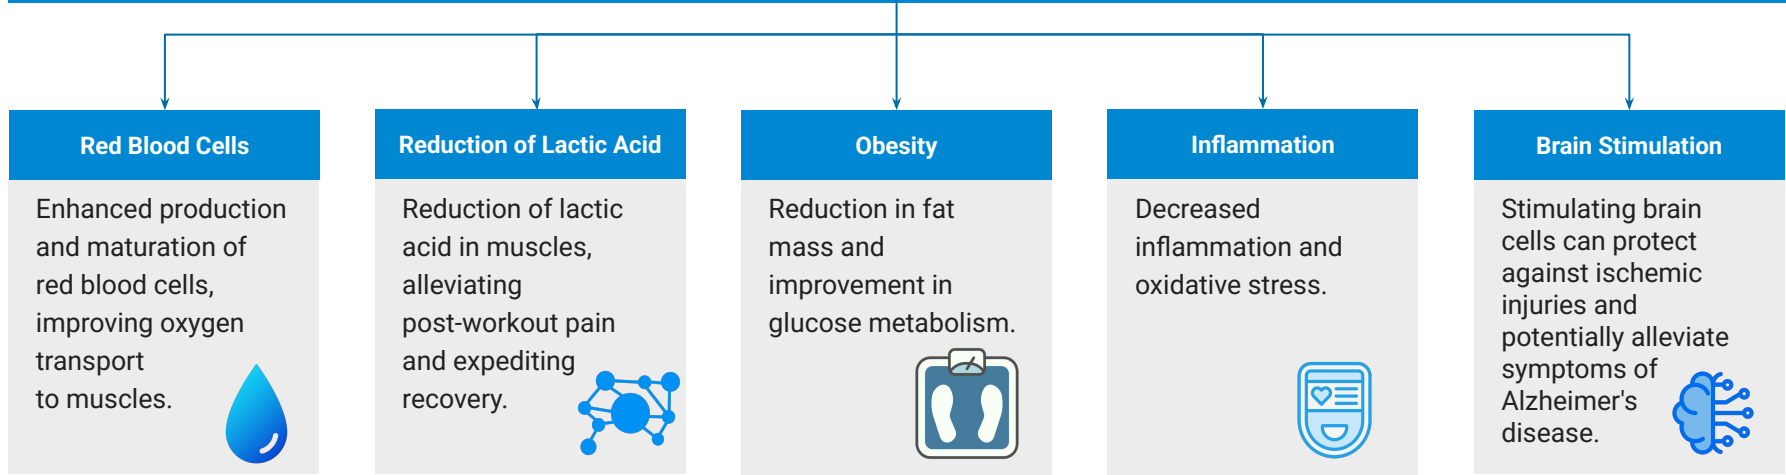 Red Blood Cells
Enhanced production
and maturation of
red blood cells,
improving oxygen
transport
to muscles.
Reduction of Lactic Acid
Reduction of lactic
acid in muscles,
alleviating
post-workout pain
and expediting
recovery.
Obesity
Reduction in fat
mass and
improvement in
glucose metabolism.
Inflammation
Decreased
inflammation and
oxidative stress.
Brain Stimulation
Stimulating brain
cells can protect
against ischemic
injuries and
potentially alleviate
symptoms of
Alzheimer's
disease.